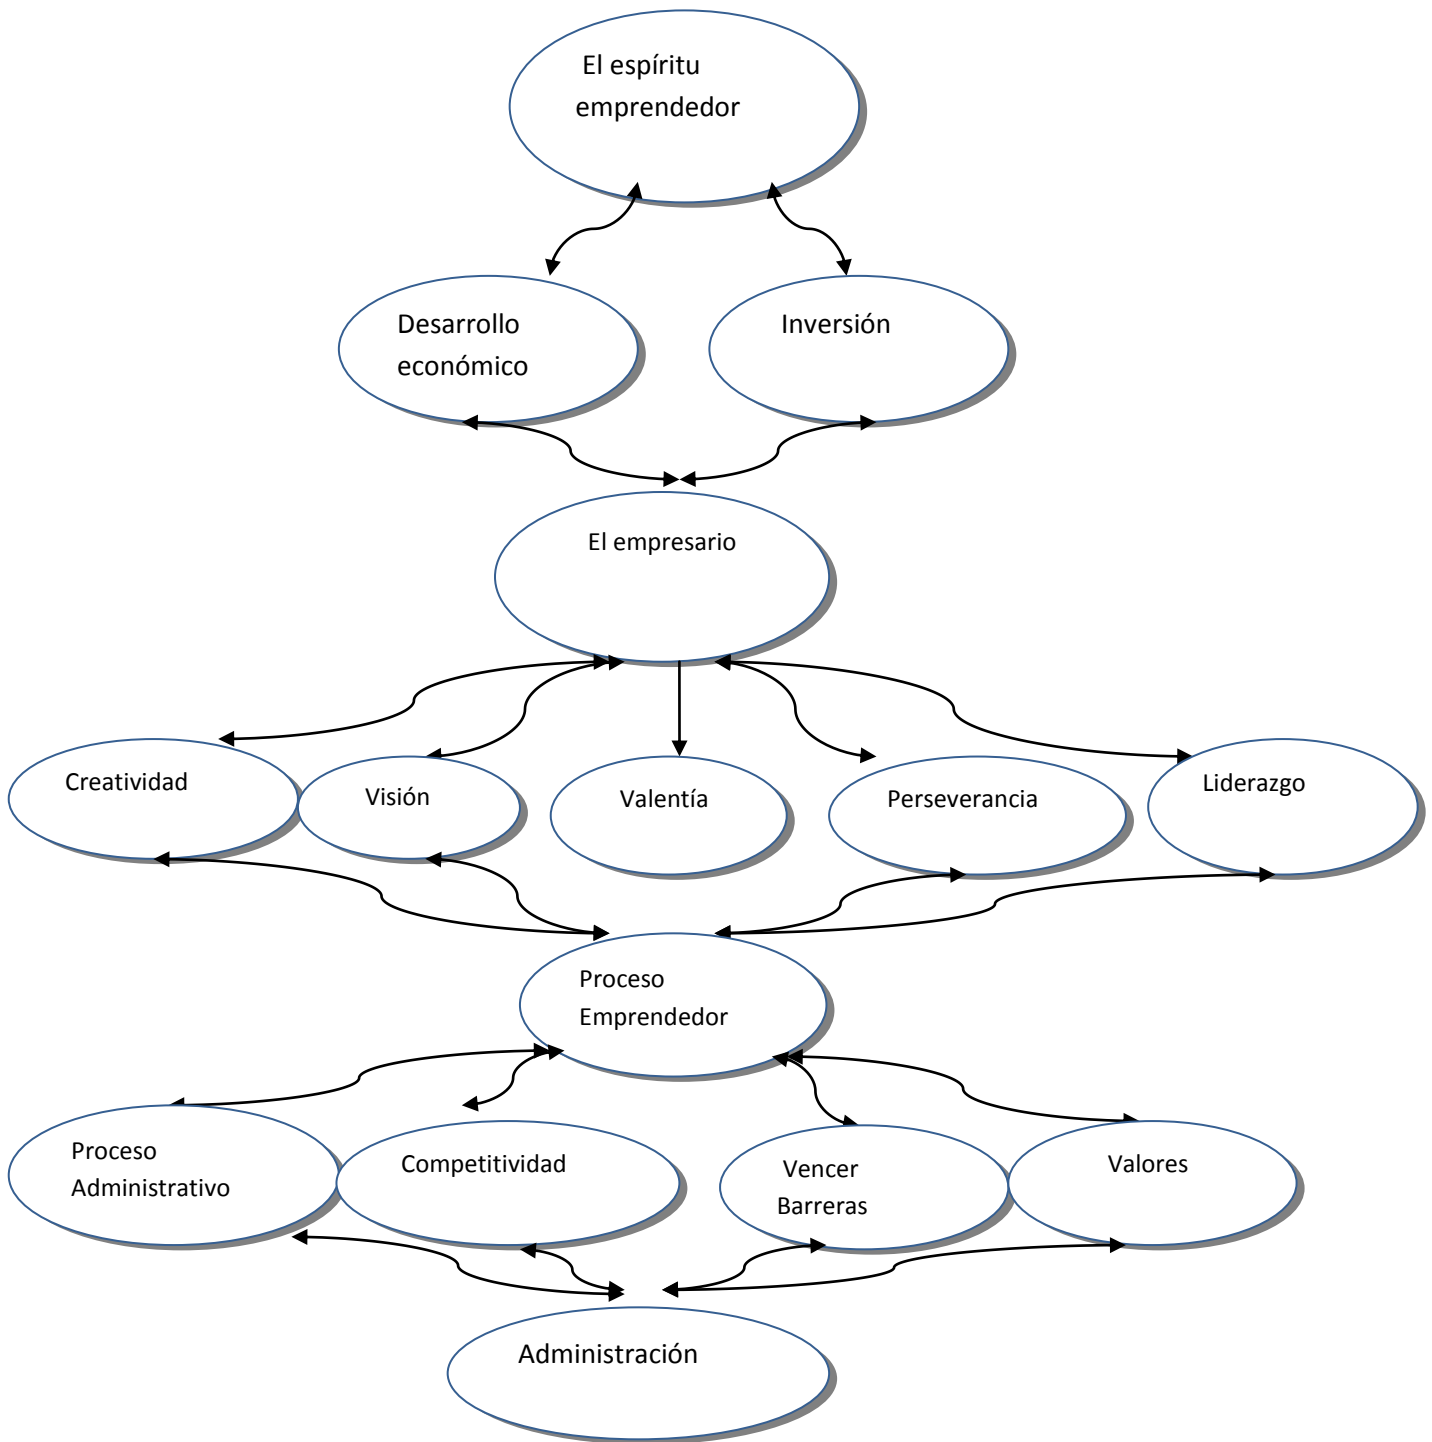 El espíritu
emprendedor
Desarrollo
económico
Inversión
El empresario
Creatividad
Visión
Valentía
Perseverancia
Liderazgo
Proceso
Emprendedor
Proceso
Administrativo
Competitividad
Vencer
Barreras
Valores
Administración